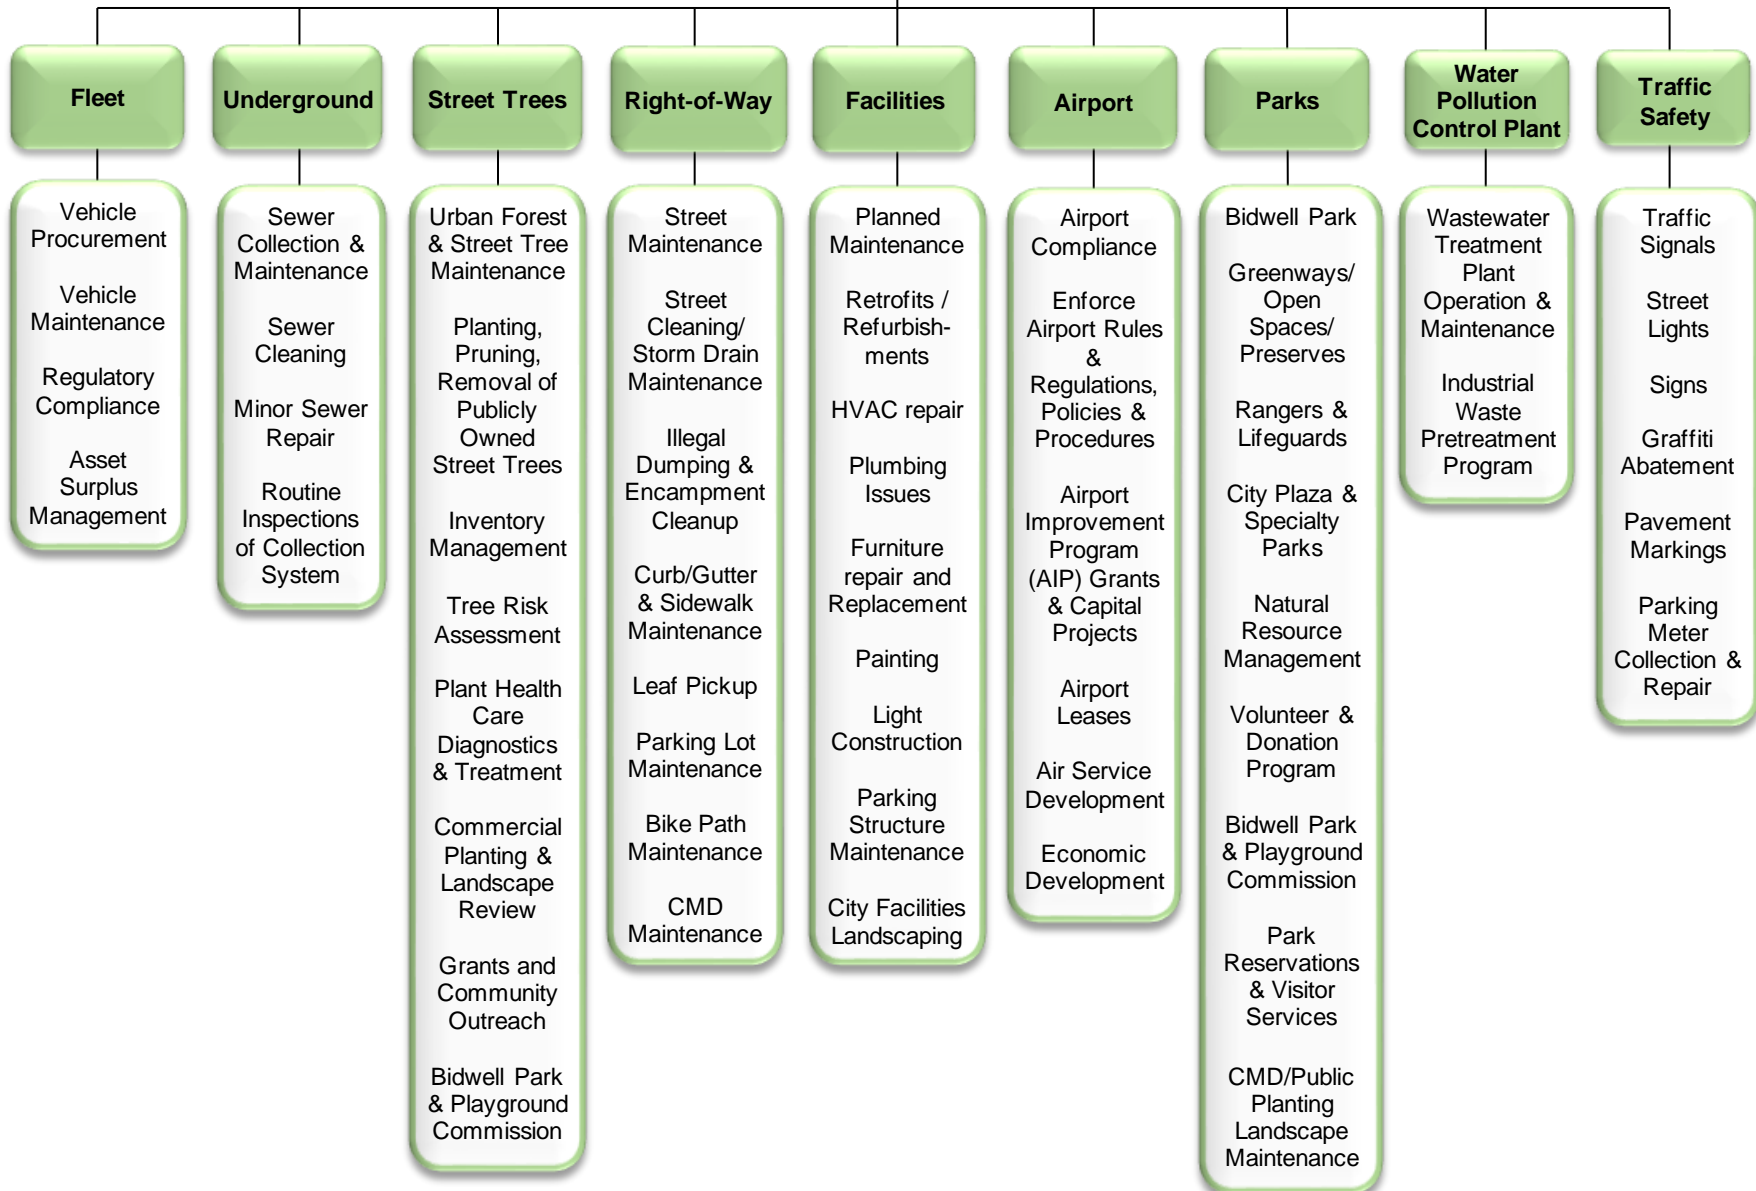 Fleet
Vehicle
Procurement
Vehicle
Maintenance
Regulatory
Compliance
Asset
Surplus
Management
Underground
Sewer
Collection &
Maintenance
Sewer
Cleaning
Minor Sewer
Repair
Routine
Inspections
of Collection
System
Street Trees
Urban Forest
& Street Tree
Maintenance
Planting,
Pruning,
Removal of
Publicly
Owned
Street Trees
Inventory
Management
Tree Risk
Assessment
Plant Health
Care
Diagnostics
& Treatment
Commercial
Planting &
Landscape
Review
Grants and
Community
Outreach
Bidwell Park
& Playground
Commission
Right-of-Way
Street
Maintenance
Street
Cleaning/
Storm Drain
Maintenance
Illegal
Dumping &
Encampment
Cleanup
Curb/Gutter
& Sidewalk
Maintenance
Leaf Pickup
Parking Lot
Maintenance
Bike Path
Maintenance
CMD
Maintenance
Facilities
Planned
Maintenance
Retrofits /
Refurbish-
ments
HVAC repair
Plumbing
Issues
Furniture
repair and
Replacement
Painting
Light
Construction
Parking
Structure
Maintenance
City Facilities
Landscaping
Airport
Airport
Compliance
Enforce
Airport Rules
&
Regulations,
Policies &
Procedures
Airport
Improvement
Program
(AIP) Grants
& Capital
Projects
Airport
Leases
Air Service
Development
Economic
Development
Parks
Bidwell Park
Greenways/
Open
Spaces/
Preserves
Rangers &
Lifeguards
City Plaza &
Specialty
Parks
Natural
Resource
Management
Volunteer &
Donation
Program
Bidwell Park
& Playground
Commission
Park
Reservations
& Visitor
Services
CMD/Public
Planting
Landscape
Maintenance
Water
Pollution
Control Plant
Wastewater
Treatment
Plant
Operation &
Maintenance
Industrial
Waste
Pretreatment
Program
Traffic
Safety
Traffic
Signals
Street
Lights
Signs
Graffiti
Abatement
Pavement
Markings
Parking
Meter
Collection &
Repair